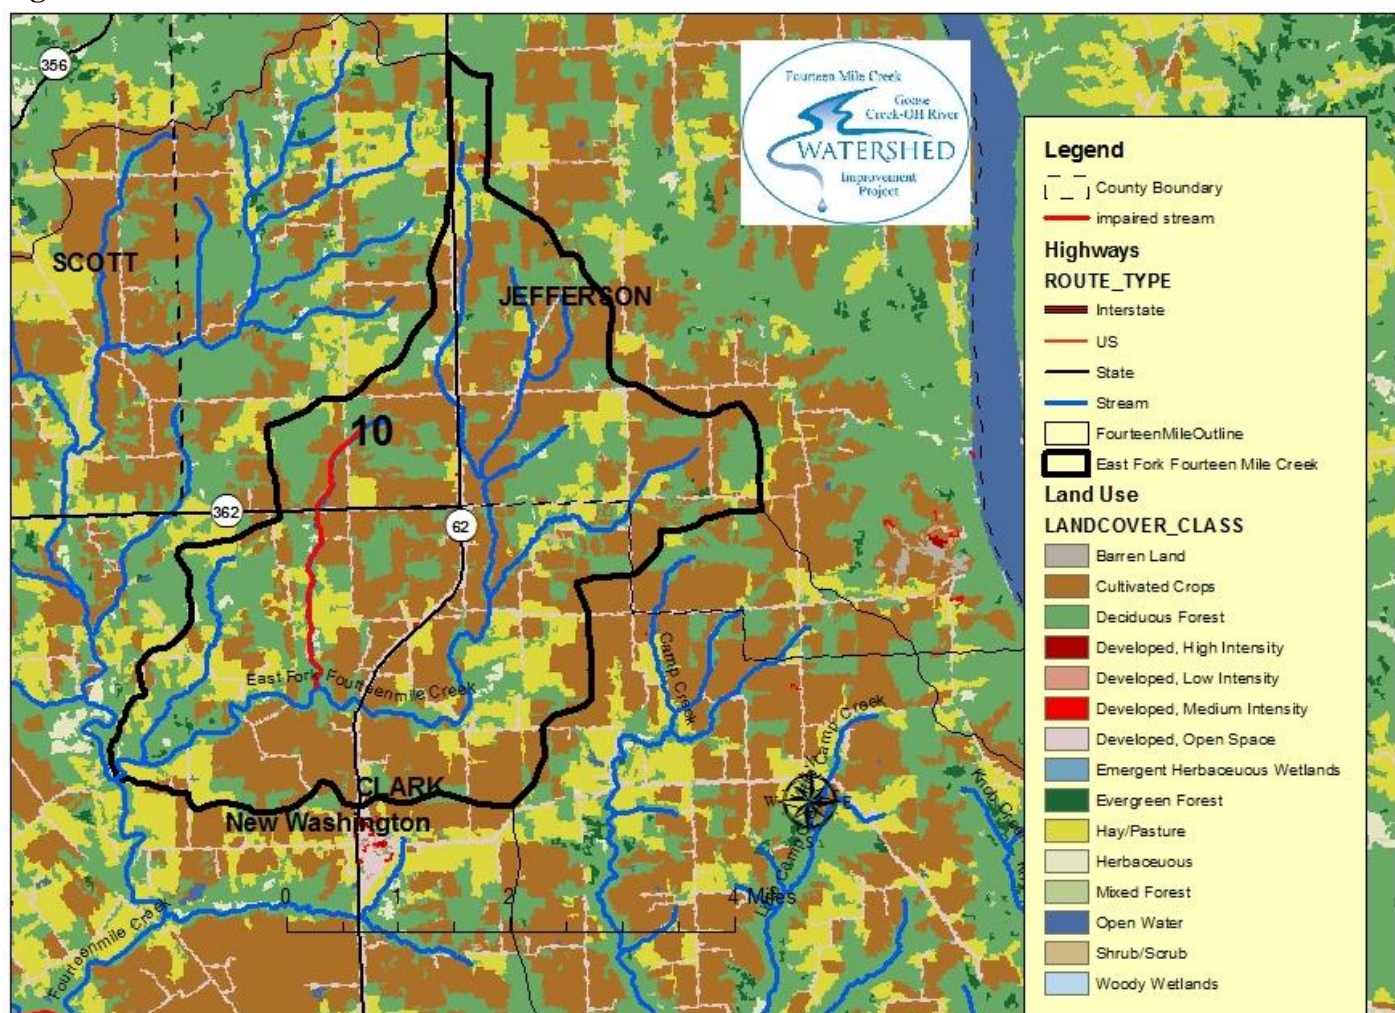 356
Fourteen Mile Creek
Goose
Creek-OH River
WATERSHED
Improvement
Project
SCOTT
JEFFERSON
10
362
62
East Fork Fourteenmile Creek
Camp Creek
CLARK
New Washington
W
E
S
0
1
2
4 Miles
Fourteenmile Creek
Legend
County Boundary
impaired stream
Highways
ROUTE_TYPE
Interstate
US
State
Stream
FourteenMileOutline
East Fork Fourteen Mile Creek
Land Use
LANDCOVER_CLASS
Barren Land
Cultivated Crops
Deciduous Forest
Developed, High Intensity
Developed, Low Intensity
Developed, Medium Intensity
Developed, Open Space
Emergent Herbaceuous Wetlands
Evergreen Forest
Hay/Pasture
Herbaceuous
Mixed Forest
Open Water
Shrub/Scrub
Woody Wetlands